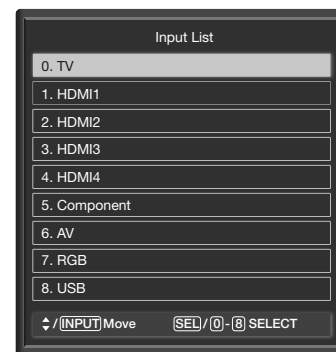 Input List
0. TV
1. HDMI1
2. HDMI2
3. HDMI3
4. HDMI4
5. Component
6. AV
7. RGB
8. USB
/ INPUT Move SEL / 0 - 8 SELECT